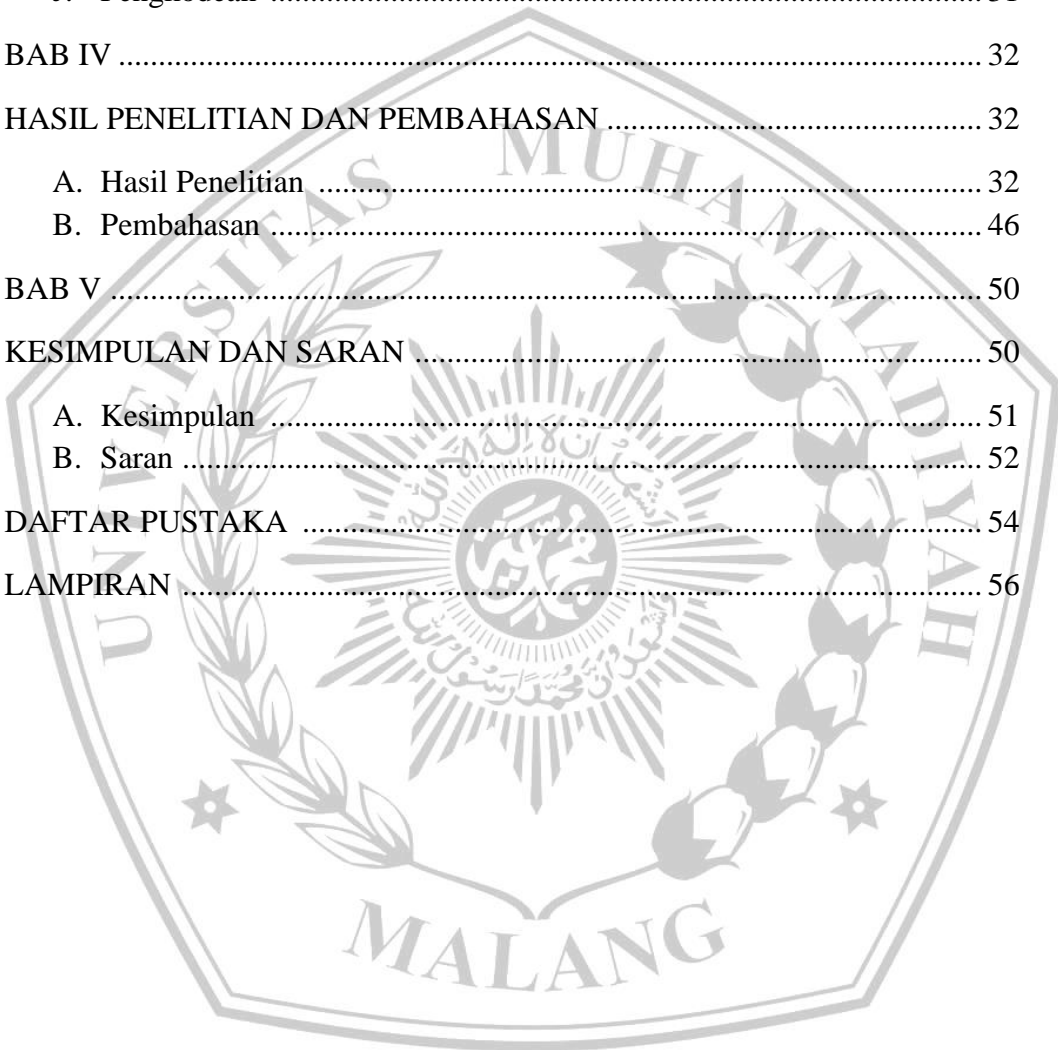 BAB IV ........ 32
HASIL PENELITIAN DAN PEMBAHASAN ........ 32
A. Hasil Penelitian ........ 32
B. Pembahasan ........ 46
BAB V ........ 50
KESIMPULAN DAN SARAN ........ 50
A. Kesimpulan ........ 51
B. Saran ........ 52
DAFTAR PUSTAKA ........ 54
LAMPIRAN ........ 56
UNIVERSITAS MUHAMMADIYAH
MALANG